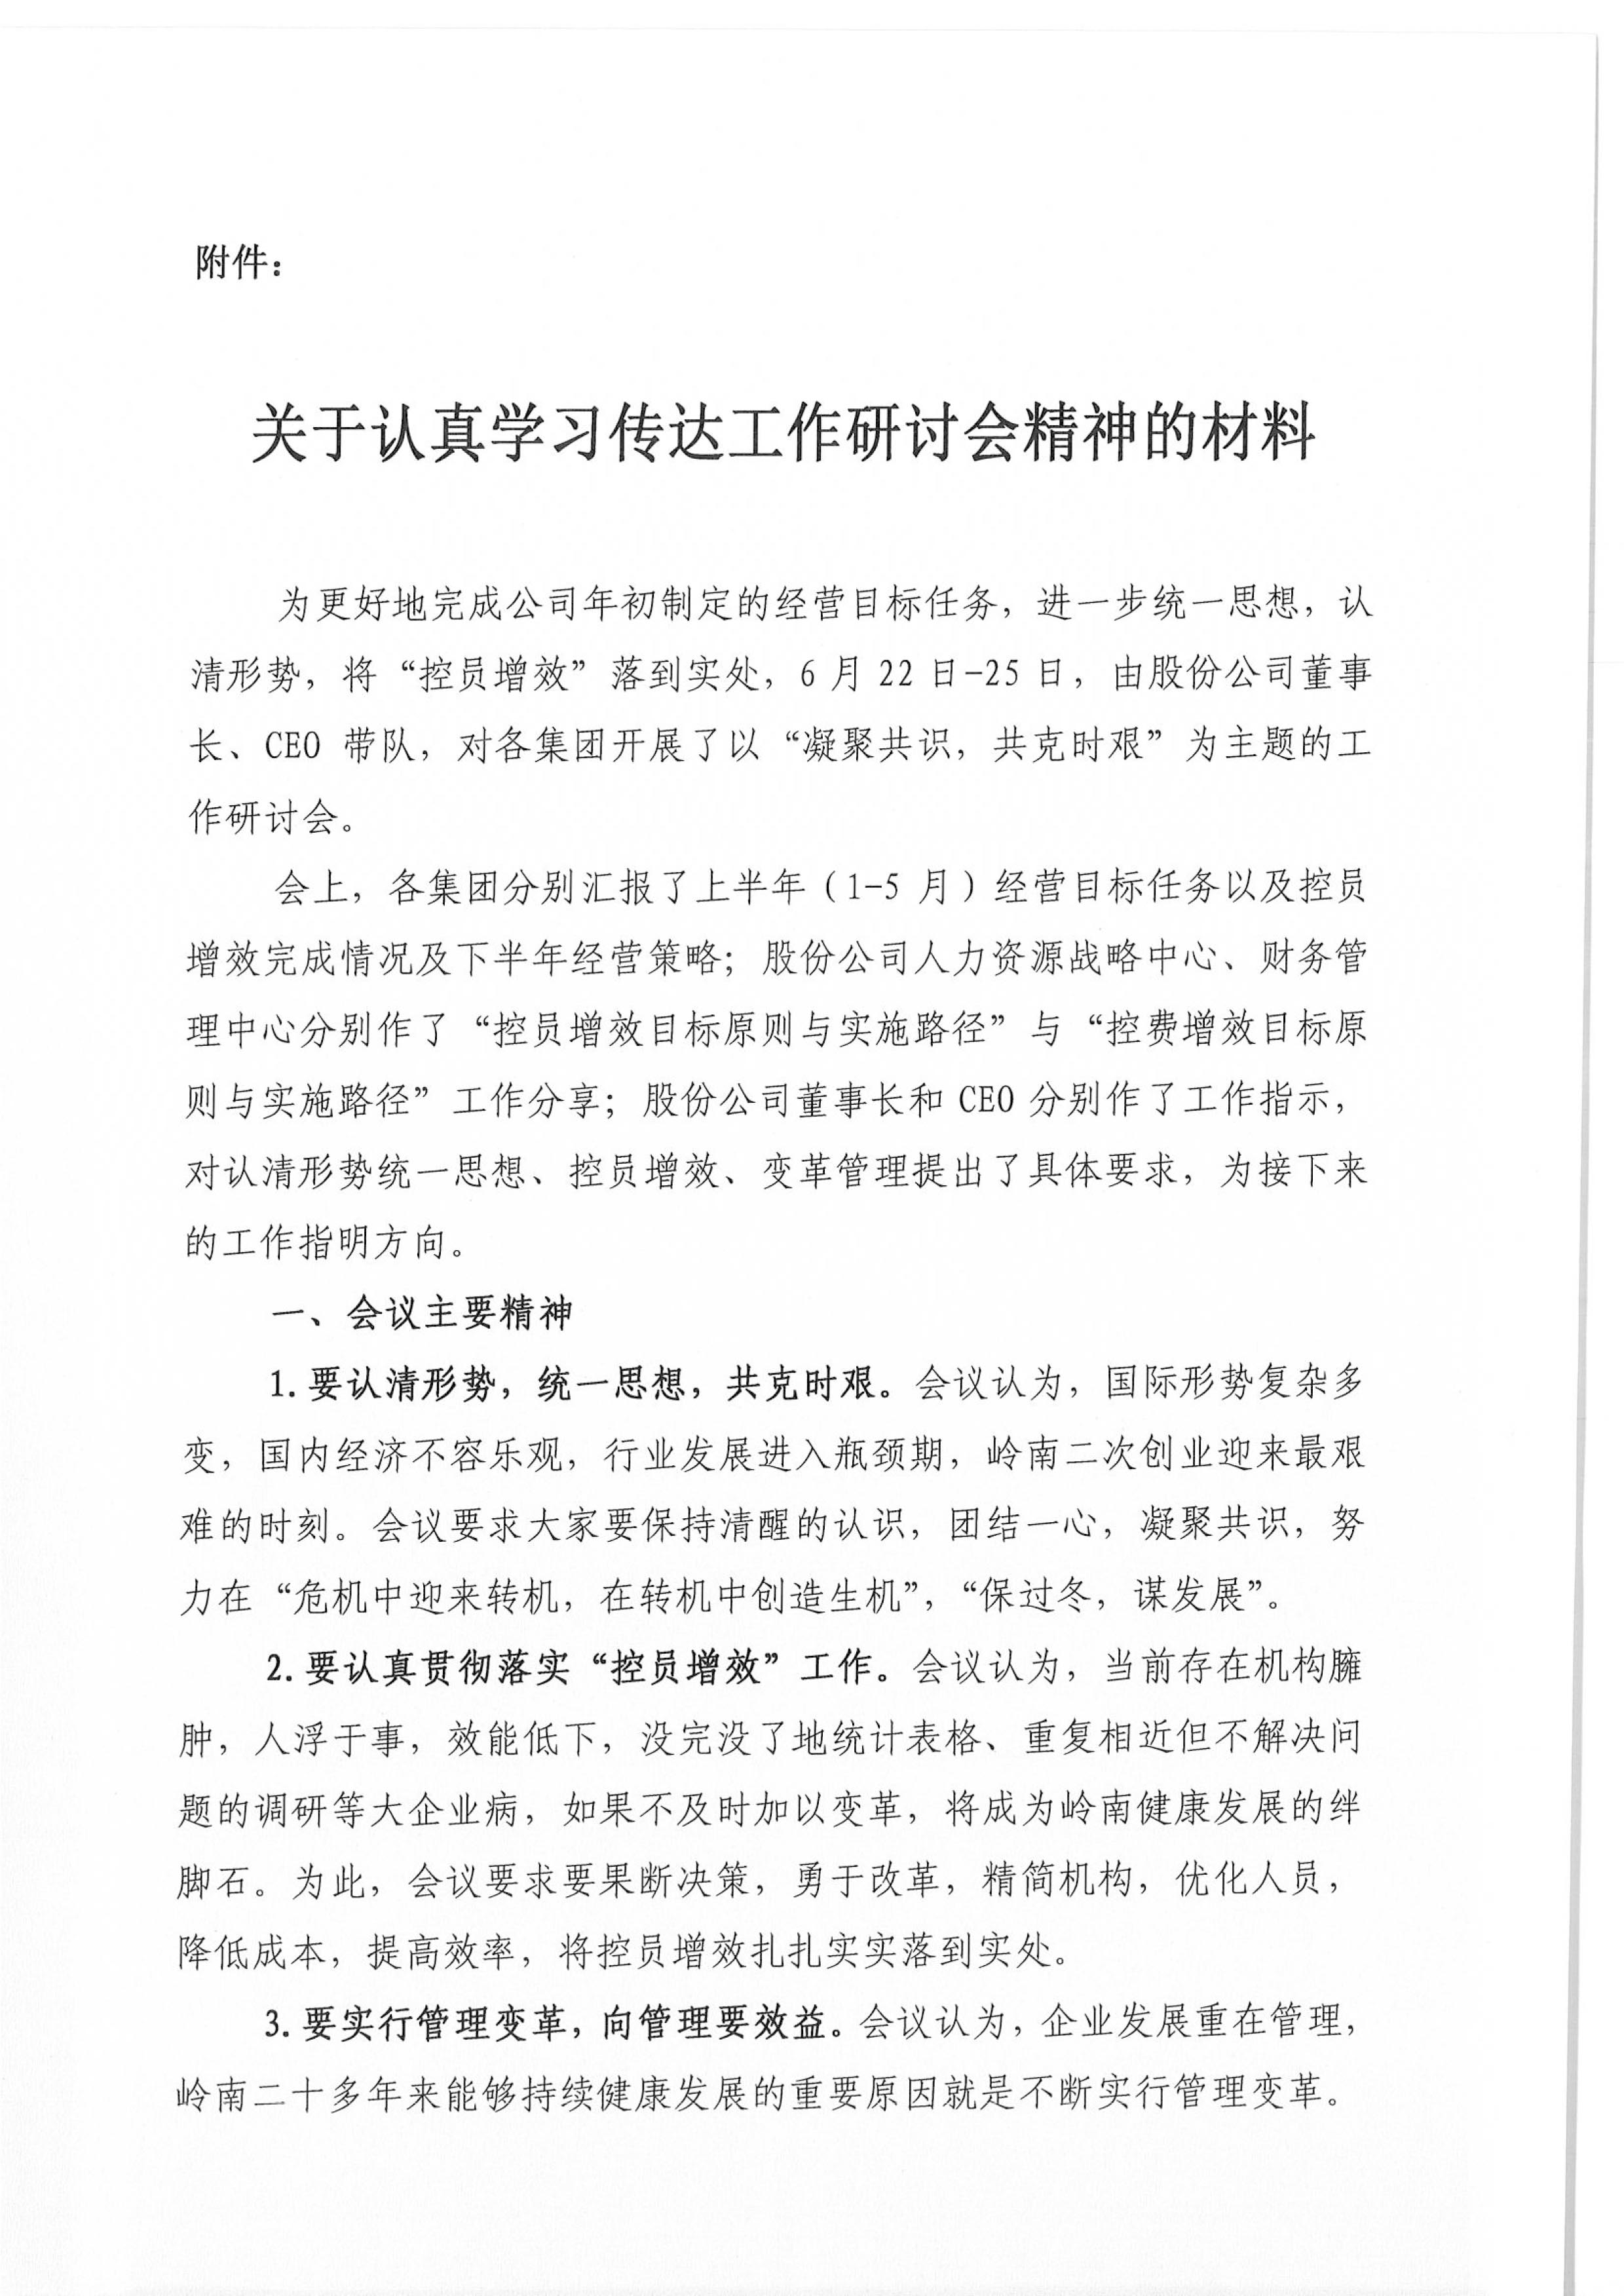 附件：
关于认真学习传达工作研讨会精神的材料
为更好地完成公司年初制定的经营目标任务，进一步统一思想，认
清形势，将“控员增效”落到实处，6 月 22 日-25 日，由股份公司董事
长、CEO 带队，对各集团开展了以“凝聚共识，共克时艰”为主题的工
作研讨会。
会上，各集团分别汇报了上半年（1-5 月）经营目标任务以及控员
增效完成情况及下半年经营策略；股份公司人力资源战略中心、财务管
理中心分别作了“控员增效目标原则与实施路径”与“控费增效目标原
则与实施路径”工作分享；股份公司董事长和 CEO 分别作了工作指示，
对认清形势统一思想、控员增效、变革管理提出了具体要求，为接下来
的工作指明方向。
一、会议主要精神
1.要认清形势，统一思想，共克时艰。会议认为，国际形势复杂多
变，国内经济不容乐观，行业发展进入瓶颈期，岭南二次创业迎来最艰
难的时刻。会议要求大家要保持清醒的认识，团结一心，凝聚共识，努
力在“危机中迎来转机，在转机中创造生机”，“保过冬，谋发展”。
2.要认真贯彻落实“控员增效”工作。会议认为，当前存在机构臃
肿，人浮于事，效能低下，没完没了地统计表格、重复相近但不解决问
题的调研等大企业病，如果不及时加以变革，将成为岭南健康发展的绊
脚石。为此，会议要求要果断决策，勇于改革，精简机构，优化人员，
降低成本，提高效率，将控员增效扎扎实实落到实处。
3.要实行管理变革，向管理要效益。会议认为，企业发展重在管理，
岭南二十多年来能够持续健康发展的重要原因就是不断实行管理变革。